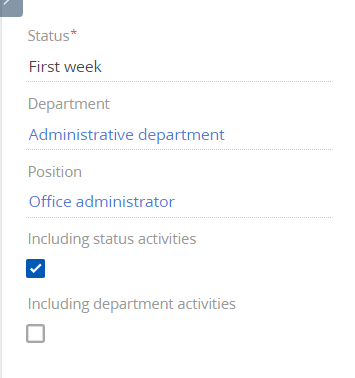 Status*
First week
Department
Administrative department
Position
Office administrator
Including status activities
Including department activities